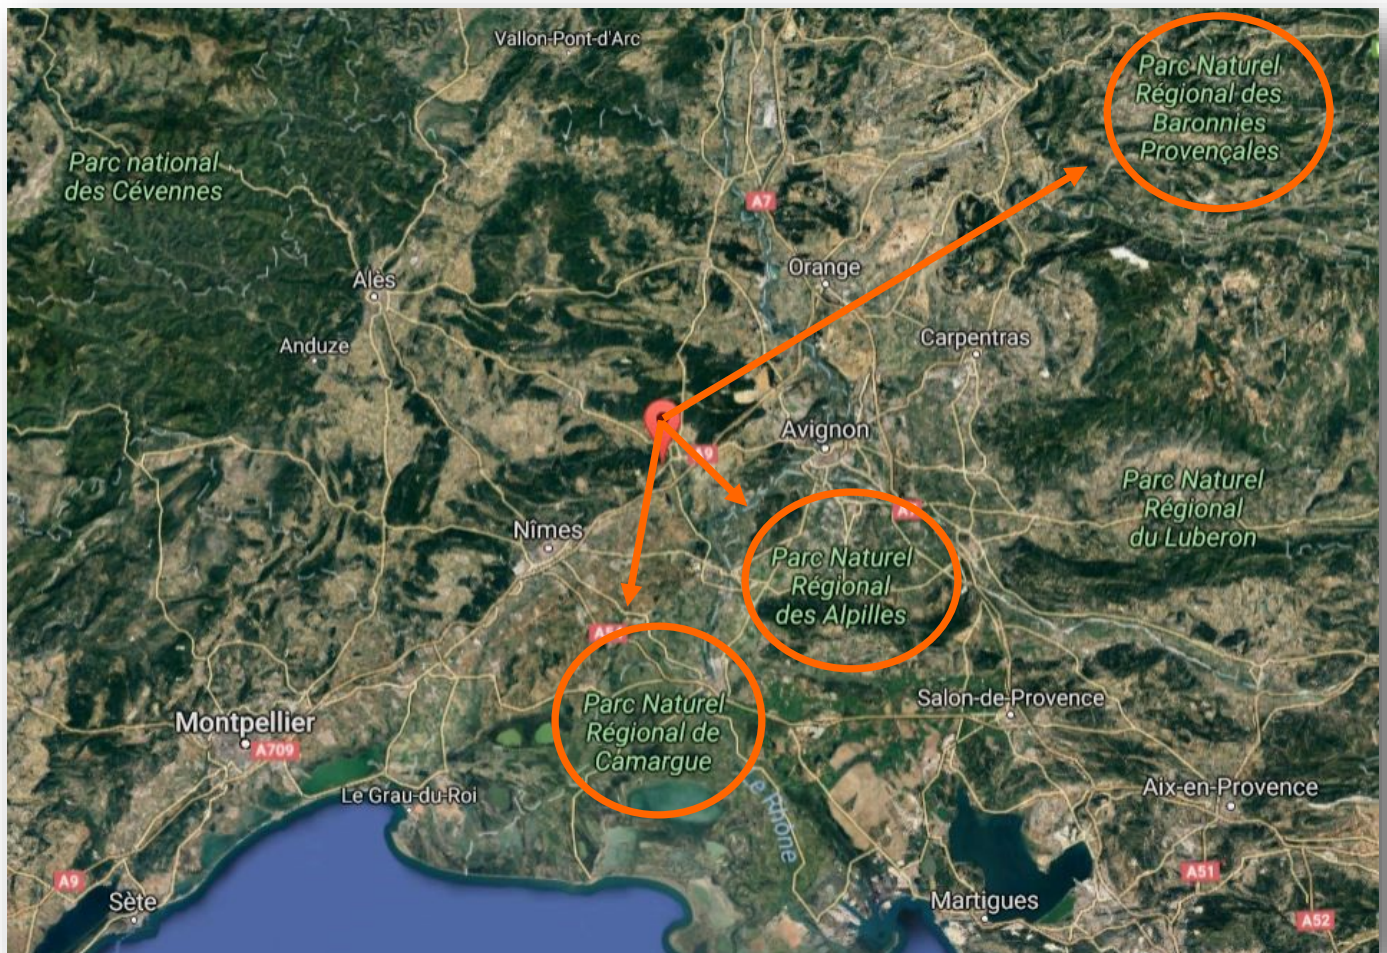 Vallon-Pont-d'Arc
Parc Naturel
Régional des
Baronnies
Provençales
Parc national
des Cévennes
A7
Orange
Alès
Anduze
Carpentras
Avignon
A9
Parc Naturel
Régional
du Luberon
Nîmes
Parc Naturel
Régional
des Alpilles
Parc Naturel
Régional de
Camargue
Salon-de-Provence
Montpellier
A709
Le Grau-du-Roi
Le Rhône
Aix-en-Provence
A51
A9
Sète
Martigues
A52